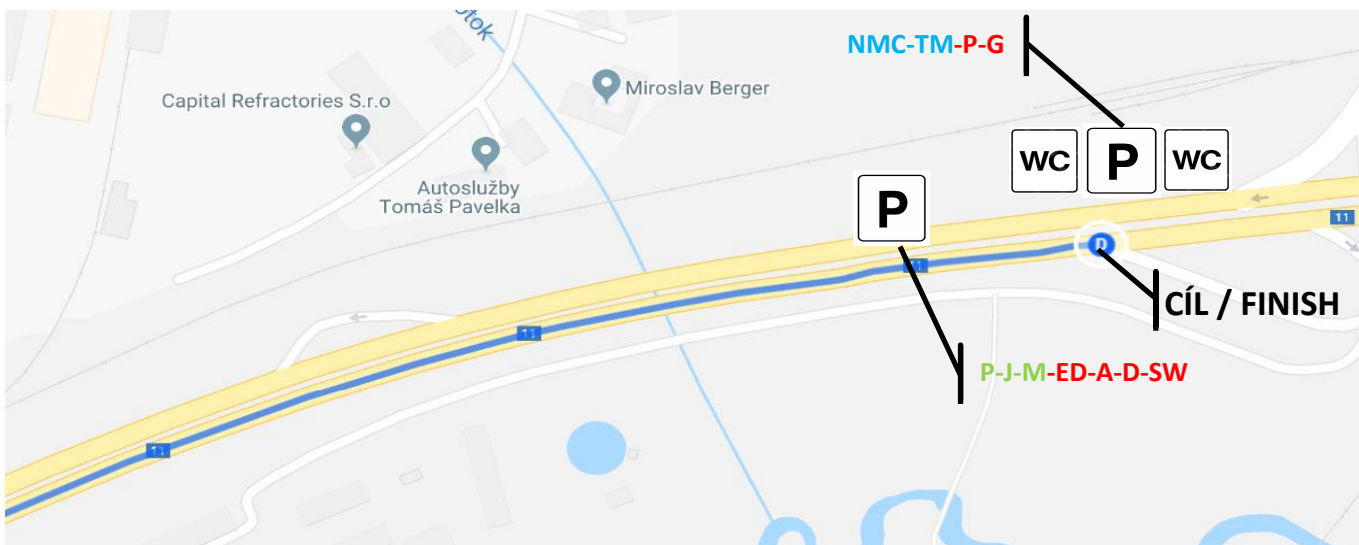 otok
NMC-TM-P-G
Capital Refractories S.r.o
Miroslav Berger
WC P WC
Autoslužby
Tomáš Pavelka
P
11
D
11
CÍL / FINISH
11
P-J-M-ED-A-D-SW
11